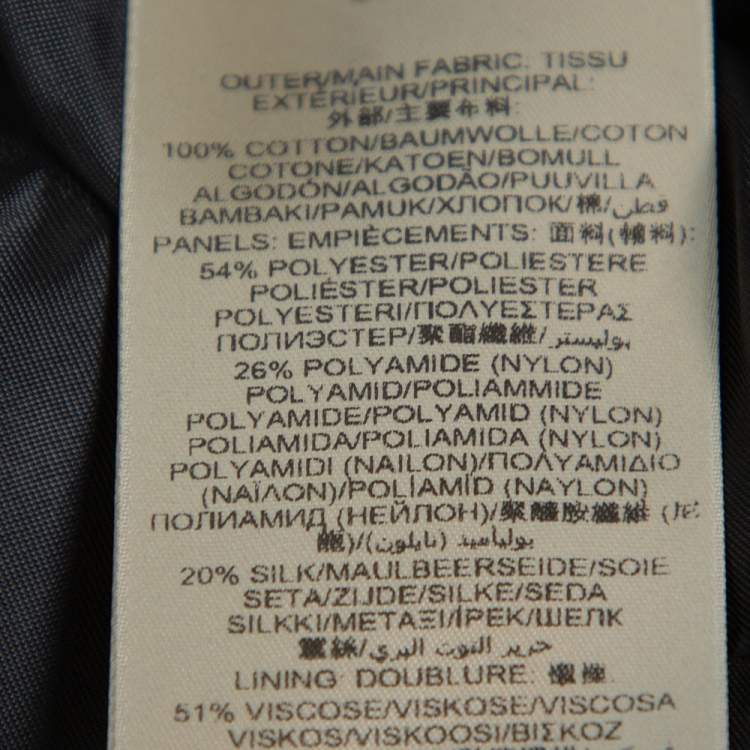 OUTER/MAIN FABRIC: TISSU
EXTÉRIEUR/PRINCIPAL:
外部/主要布料:
100% COTTON/BAUMWOLLE/COTON
COTONE/KATOEN/BOMULL
ALGODÓN/ALGODÃO/PUUVILLA
BAMBAKI/PAMUK/ХЛОПОК/棉/قطن
PANELS: EMPIÈCEMENTS: 面料(輔料):
54% POLYESTER/POLIESTERE
POLIÉSTER/POLIESTER
POLYESTERI/ΠΟΛΥΕΣΤΕΡΑΣ
ПОЛИЭСТЕР/聚酯纖維/بوليستر
26% POLYAMIDE (NYLON)
POLYAMID/POLIAMMIDE
POLYAMIDE/POLYAMID (NYLON)
POLIAMIDA/POLIAMIDA (NYLON)
POLYAMIDI (NAILON)/ΠΟΛΥΑΜΙΔΙΟ
(ΝΑΪΛΟΝ)/POLİAMİD (NAYLON)
ПОЛИАМИД (НЕЙЛОН)/聚醯胺纖維 (尼
龍)/بولياميد (نايلون)
20% SILK/MAULBEERSEIDE/SOIE
SETA/ZIJDE/SILKE/SEDA
SILKKI/ΜΕΤΑΞΙ/İPEK/ШЕЛК
蠶絲/حرير التوت البري
LINING: DOUBLURE:
51% VISCOSE/VISKOSE/VISCOSA
VISKOS/VISKOOSI/ΒΙΣΚΟΖ